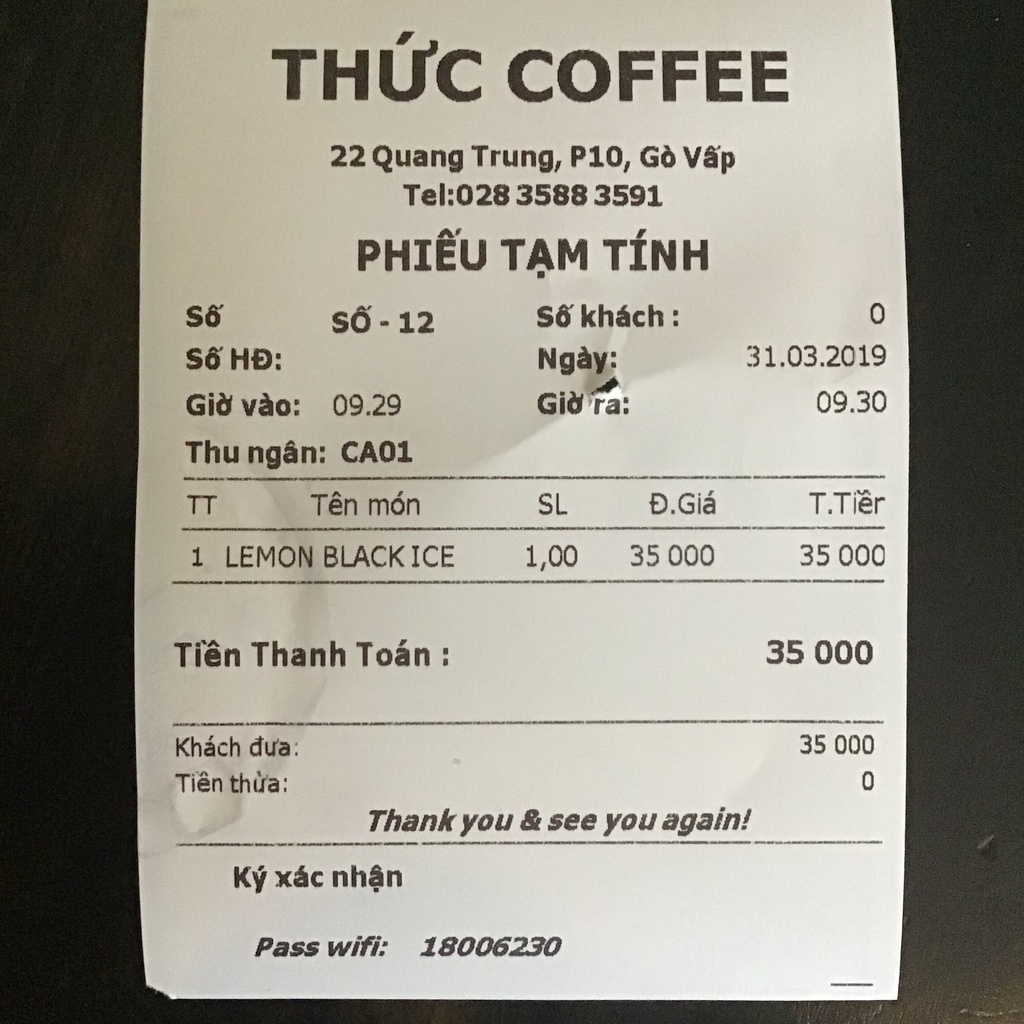 THỨC COFFEE
22 Quang Trung, P10, Gò Vấp
Tel:028 3588 3591
PHIẾU TẠM TÍNH
Số SỐ - 12 Số khách : 0
Số HĐ: Ngày: 31.03.2019
Giờ vào: 09.29 Giờ ra: 09.30
Thu ngân: CA01
TT Tên món SL Đ.Giá T.Tiền
1 LEMON BLACK ICE 1,00 35 000 35 000
Tiền Thanh Toán : 35 000
Khách đưa: 35 000
Tiền thừa: 0
Thank you & see you again!
Ký xác nhận
Pass wifi: 18006230